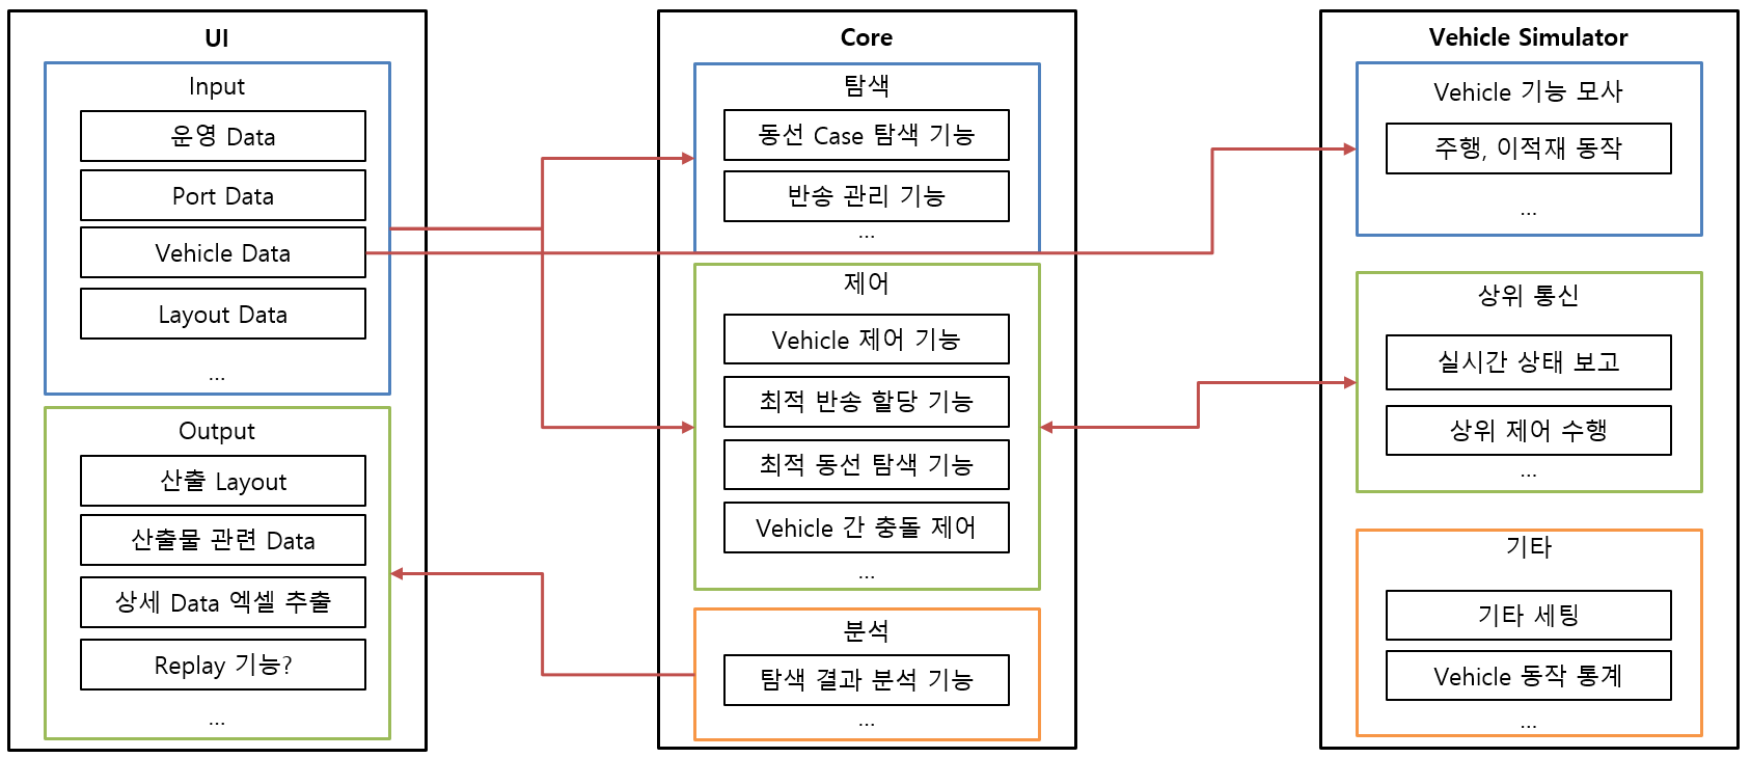 UI
Input
운영 Data
Port Data
Vehicle Data
Layout Data
...
Output
산출 Layout
산출물 관련 Data
상세 Data 엑셀 추출
Replay 기능?
...
Core
탐색
동선 Case 탐색 기능
반송 관리 기능
...
제어
Vehicle 제어 기능
최적 반송 할당 기능
최적 동선 탐색 기능
Vehicle 간 충돌 제어
...
분석
탐색 결과 분석 기능
...
Vehicle Simulator
Vehicle 기능 모사
주행, 이적재 동작
...
상위 통신
실시간 상태 보고
상위 제어 수행
...
기타
기타 세팅
Vehicle 동작 통계
...